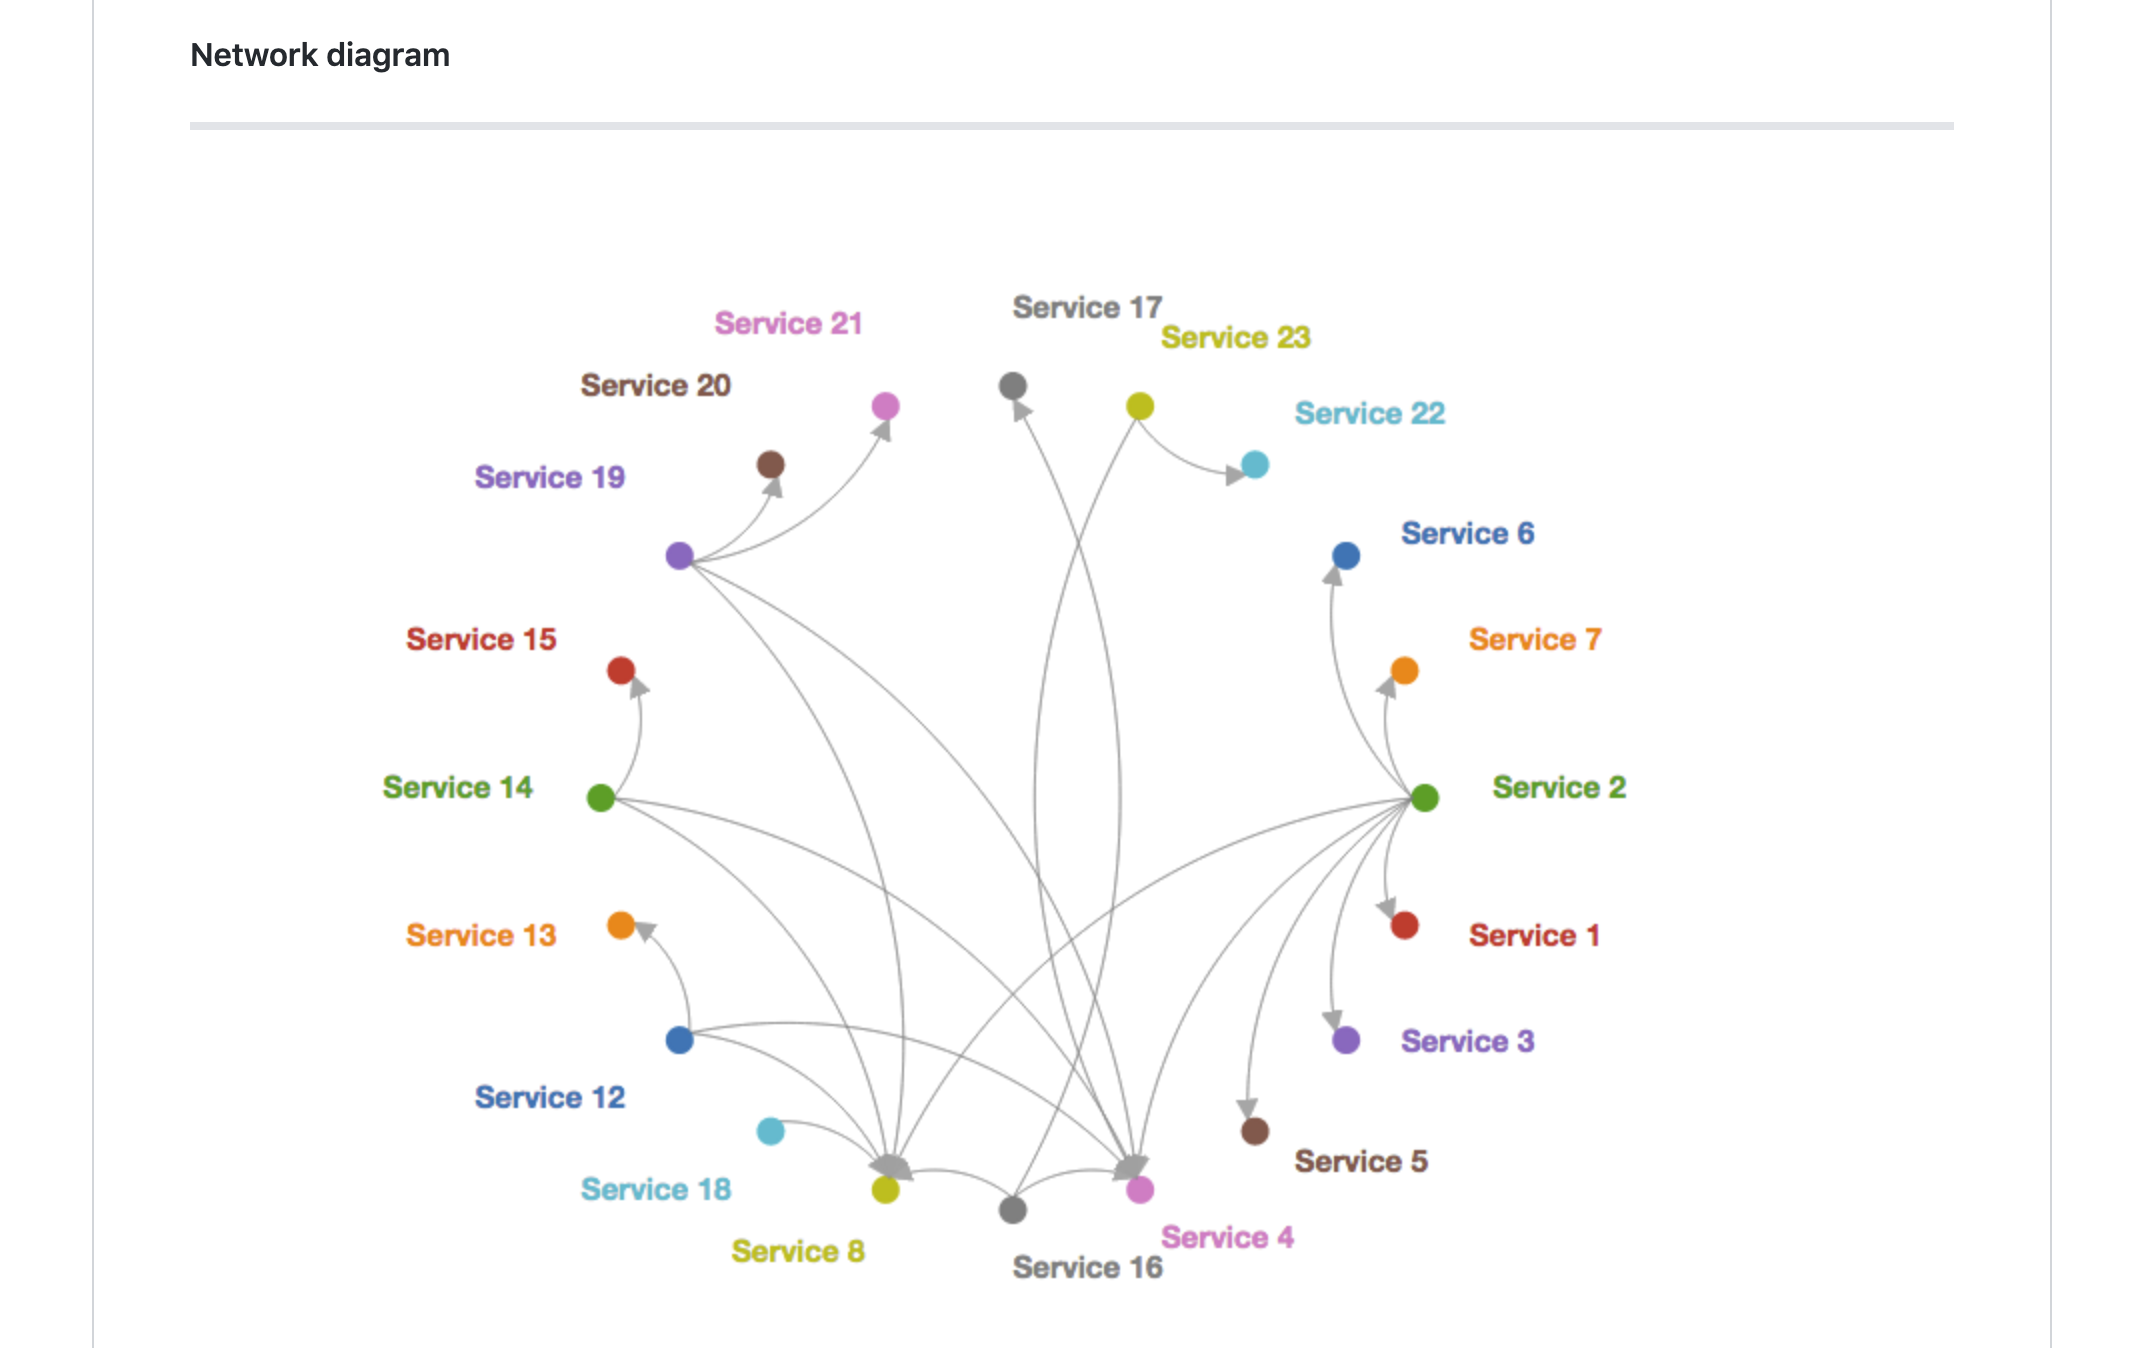 Network diagram
Service 17
Service 21
Service 23
Service 20
Service 22
Service 19
Service 6
Service 15
Service 7
Service 14
Service 2
Service 13
Service 1
Service 3
Service 12
Service 5
Service 18
Service 4
Service 8
Service 16